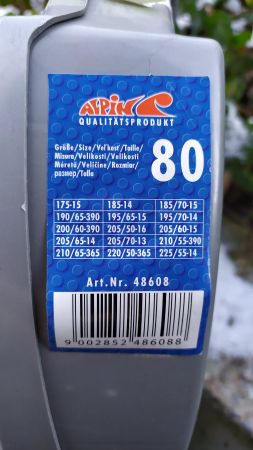 ALPIN
QUALITÄTSPRODUKT
Größe/Size/Veľkosť/Taille/
Misura/Velikosti/Velikosti
Méretű/Veličine/Rozmiar/
размер/Talla
80
175-15 185-14 185/70-15
190/65-390 195/65-15 195/70-14
200/60-390 205/50-16 205/60-15
205/65-14 205/70-13 210/55-390
210/65-365 220/50-365 225/55-14
Art.Nr. 48608
9 002852 486088